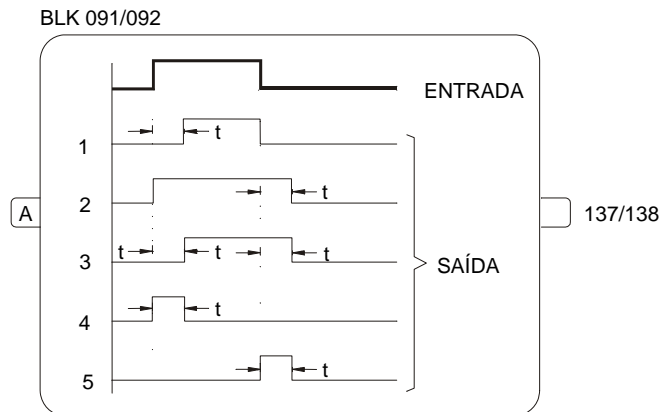 BLK 091/092
ENTRADA
1 t
A 2 t 137/138
t 3 t t
SAÍDA
4 t
5 t